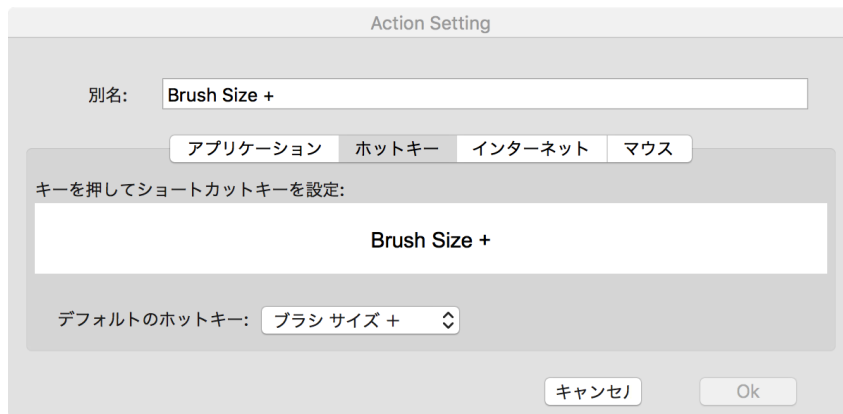 Action Setting
別名: Brush Size +
アプリケーション ホットキー インターネット マウス
キーを押してショートカットキーを設定:
Brush Size +
デフォルトのホットキー: ブラシ サイズ +
キャンセル Ok